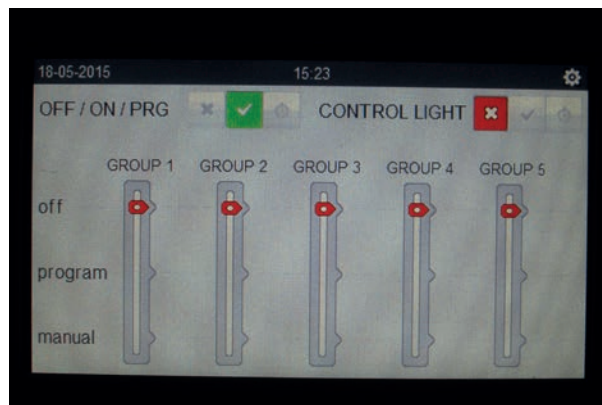 18-05-2015 15:23
OFF / ON / PRG CONTROL LIGHT
GROUP 1 GROUP 2 GROUP 3 GROUP 4 GROUP 5
off
program
manual